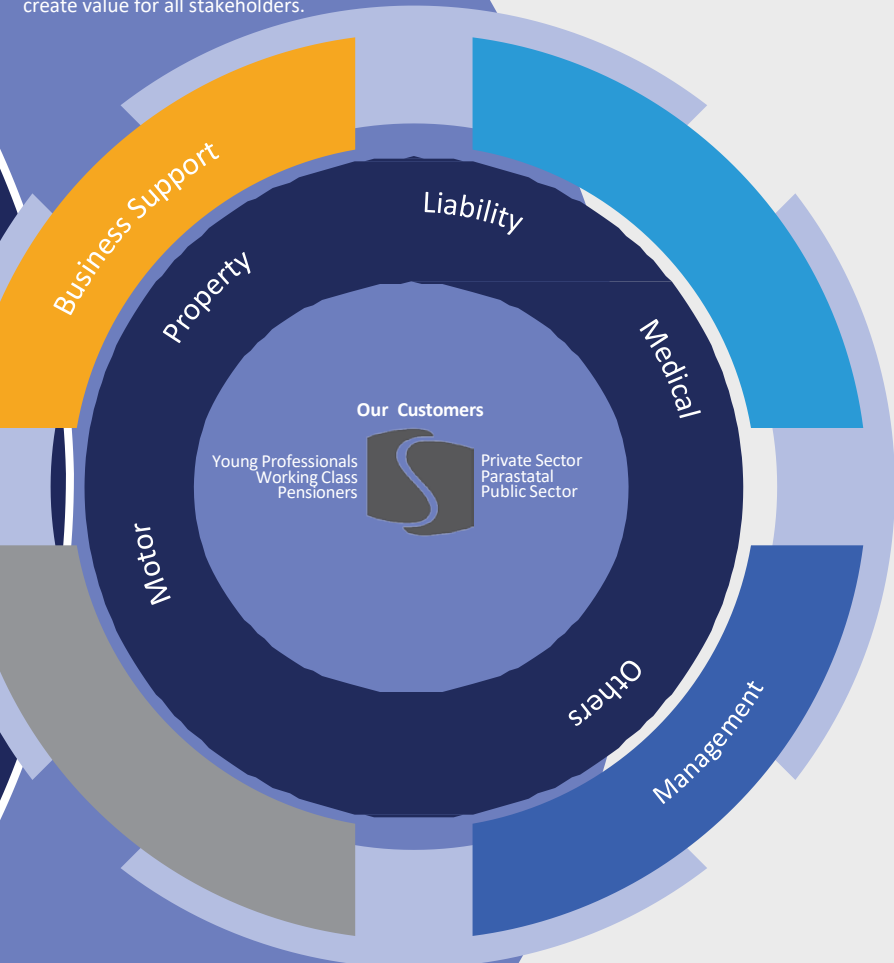 create value for all stakeholders.
Business Support
Liability
Property
Medical
Our Customers
Young Professionals
Working Class
Pensioners
Private Sector
Parastatal
Public Sector
Motor
Others
Management